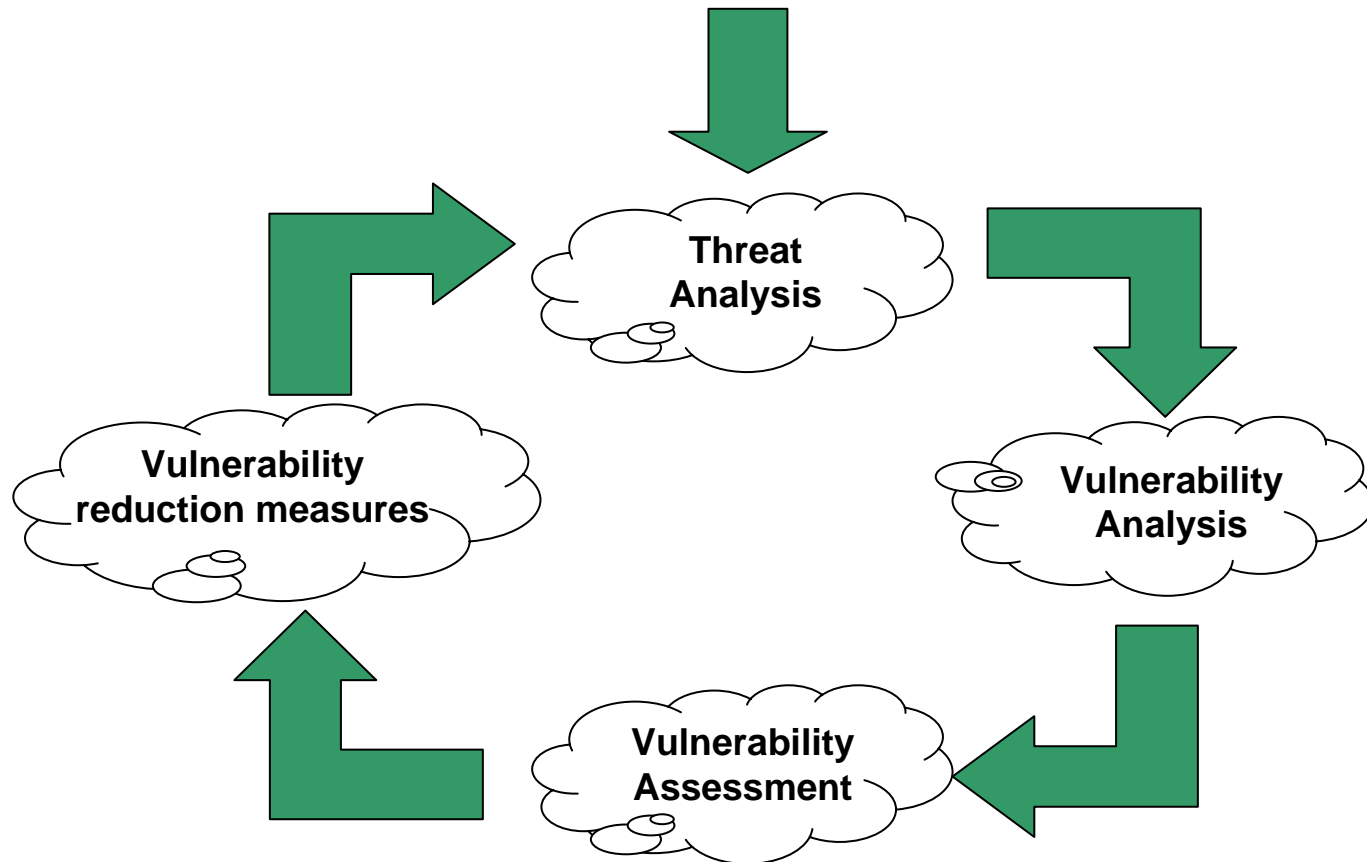 Threat
Analysis
Vulnerability
Analysis
Vulnerability
Assessment
Vulnerability
reduction measures